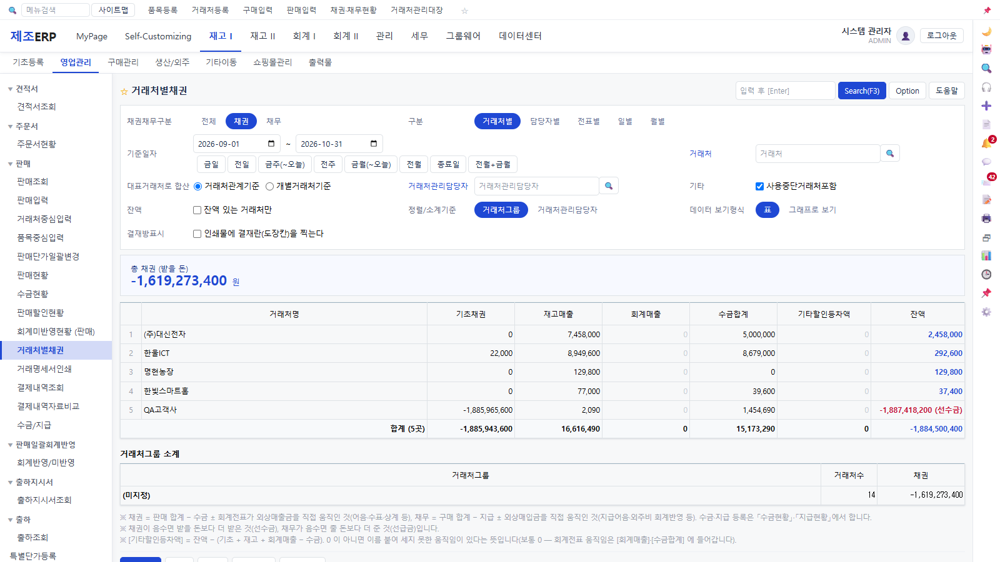 메뉴검색 사이트맵 품목등록 거래처등록 구매입력 판매입력 채권·채무현황 거래처관리대장
제조ERP MyPage Self-Customizing 재고 I 재고 II 회계 I 회계 II 관리 세무 그룹웨어 데이터센터 시스템 관리자 ADMIN 로그아웃
기초등록 영업관리 구매관리 생산/외주 기타이동 쇼핑몰관리 출력물
견적서
견적서조회
주문서
주문서현황
판매
판매조회
판매입력
거래처중심입력
품목중심입력
판매단가일괄변경
판매현황
수금현황
판매할인현황
회계미반영현황 (판매)
거래처별채권
거래명세서인쇄
결제내역조회
결제내역자료비교
수금/지급
판매일괄회계반영
회계반영/미반영
출하지시서
출하지시서조회
출하
출하조회
특별단가등록
거래처별채권 입력 후 [Enter] Search(F3) Option 도움말
채권채무구분 전체 채권 채무 구분 거래처별 담당자별 전표별 일별 월별
기준일자 2026-09-01 ~ 2026-10-31 거래처 거래처
금일 전일 금주(~오늘) 전주 금월(~오늘) 전월 종료일 전월+금월
대표거래처로 합산 거래처관계기준 개별거래처기준 거래처관리담당자 거래처관리담당자 기타 사용중단거래처포함
잔액 잔액 있는 거래처만 정렬/소계기준 거래처그룹 거래처관리담당자 데이터 보기형식 표 그래프로 보기
결재방표시 인쇄물에 결재란(도장칸)을 찍는다
총 채권 (받을 돈)
-1,619,273,400 원
거래처명 기초채권 재고매출 회계매출 수금합계 기타할인등차액 잔액
1 (주)대신전자 0 7,458,000 0 5,000,000 0 2,458,000
2 한울ICT 22,000 8,949,600 0 8,679,000 0 292,600
3 명현농장 0 129,800 0 0 0 129,800
4 한빛스마트홈 0 77,000 0 39,600 0 37,400
5 QA고객사 -1,885,965,600 2,090 0 1,454,690 0 -1,887,418,200 (선수금)
합계 (5곳) -1,885,943,600 16,616,490 0 15,173,290 0 -1,884,500,400
거래처그룹 소계
거래처그룹 거래처수 채권
(미지정) 14 -1,619,273,400
※ 채권 = 판매 합계 − 수금 ± 회계전표가 외상매출금을 직접 움직인 것(어음·수표·상계 등), 채무 = 구매 합계 − 지급 ± 외상매입금을 직접 움직인 것(지급어음·외주비 회계반영 등). 수금·지급 등록은 「수금현황」·「지급현황」에서 합니다.
※ 채권이 음수면 받을 돈보다 더 받은 것(선수금), 채무가 음수면 줄 돈보다 더 준 것(선급금)입니다.
※ [기타할인등차액] = 잔액 − (기초 + 재고 + 회계매출 − 수금). 0 이 아니면 이름 붙여 세지 못한 움직임이 있다는 뜻입니다(보통 0 — 회계전표 움직임은 [회계매출]·[수금합계] 에 들어갑니다).
2
42